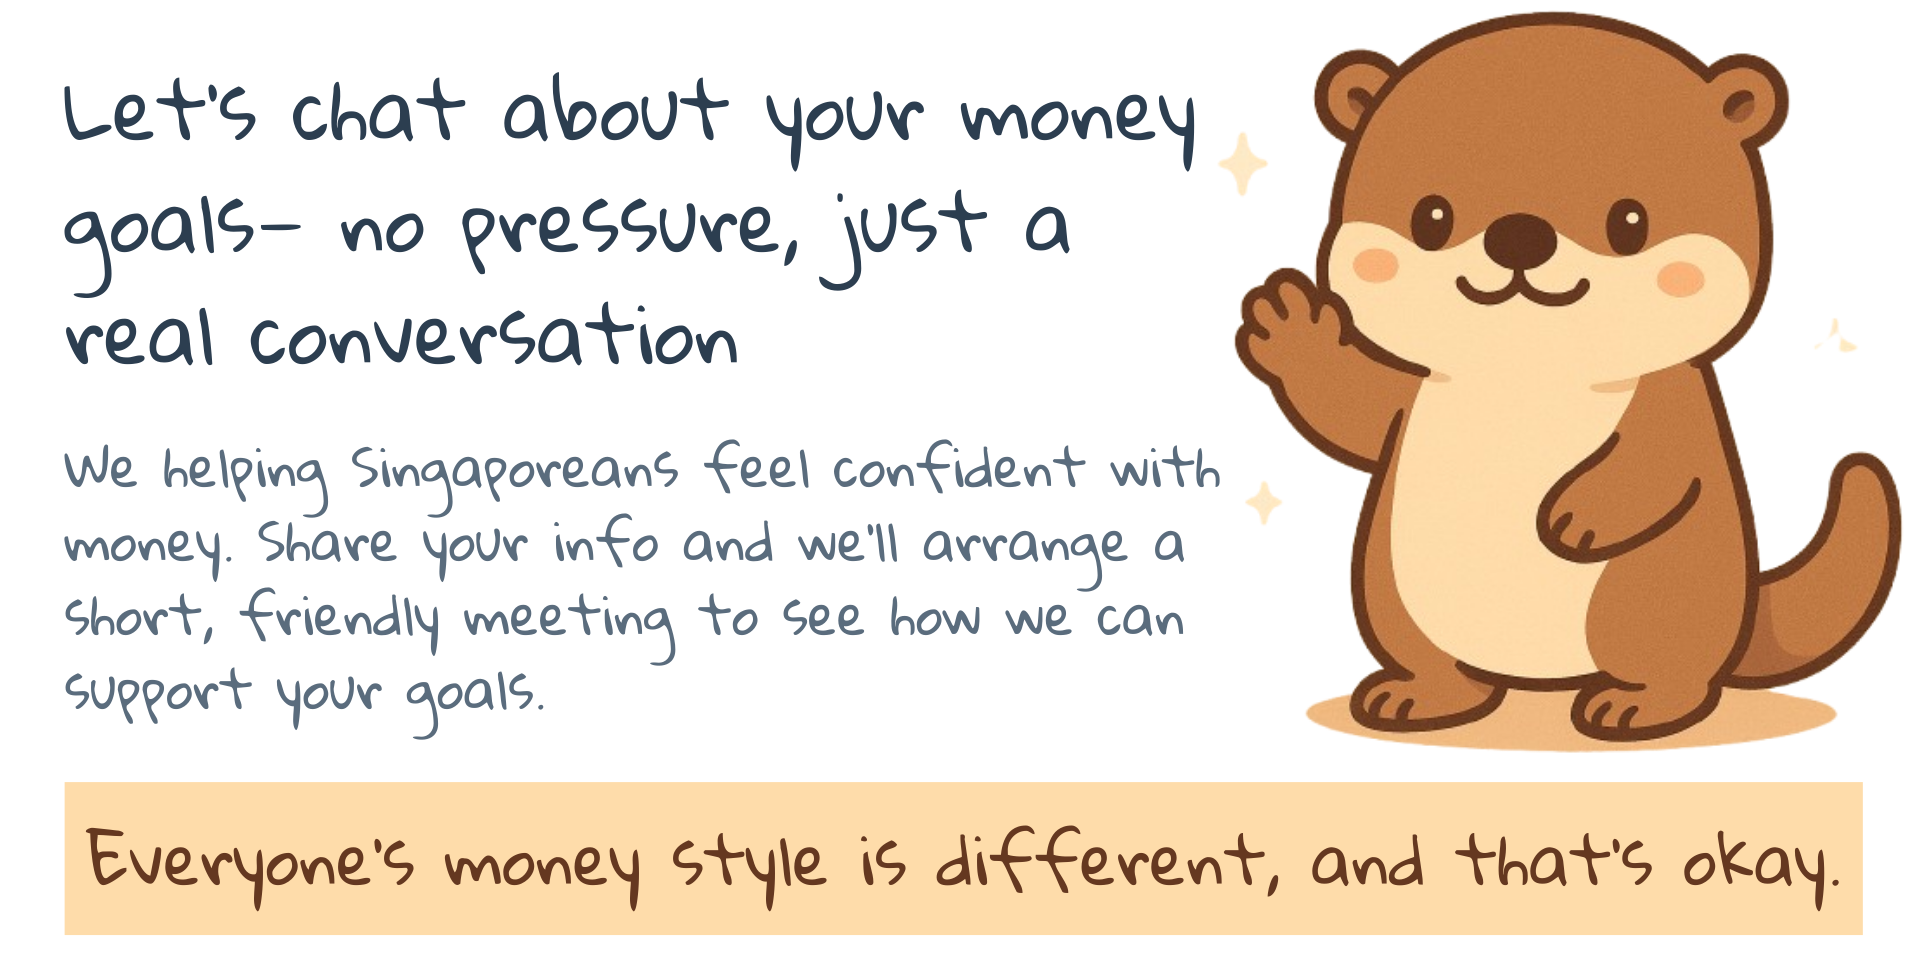 Let's chat about your money
goals– no pressure, just a
real conversation
We helping Singaporeans feel confident with
money. Share your info and we'll arrange a
short, friendly meeting to see how we can
support your goals.
Everyone's money style is different, and that's okay.